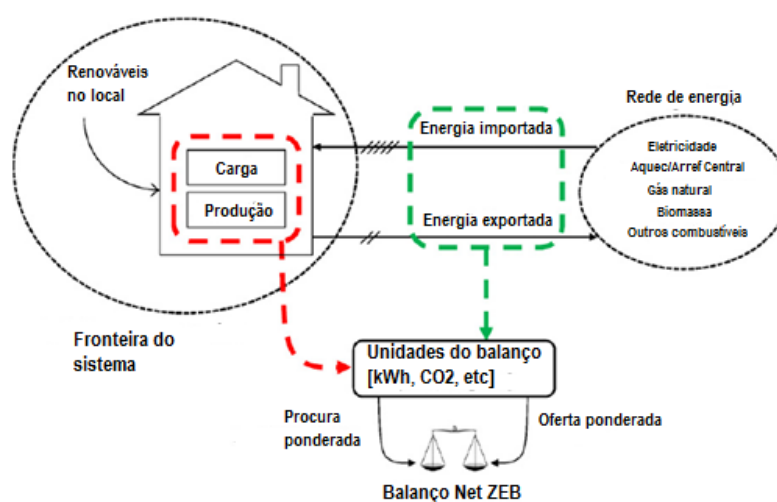 Renováveis
no local
Carga
Produção
Energia importada
Energia exportada
Rede de energia
Eletricidade
Aquec/Arref Central
Gás natural
Biomassa
Outros combustíveis
Fronteira do
sistema
Unidades do balanço
[kWh, CO2, etc]
Procura
ponderada
Oferta ponderada
Balanço Net ZEB